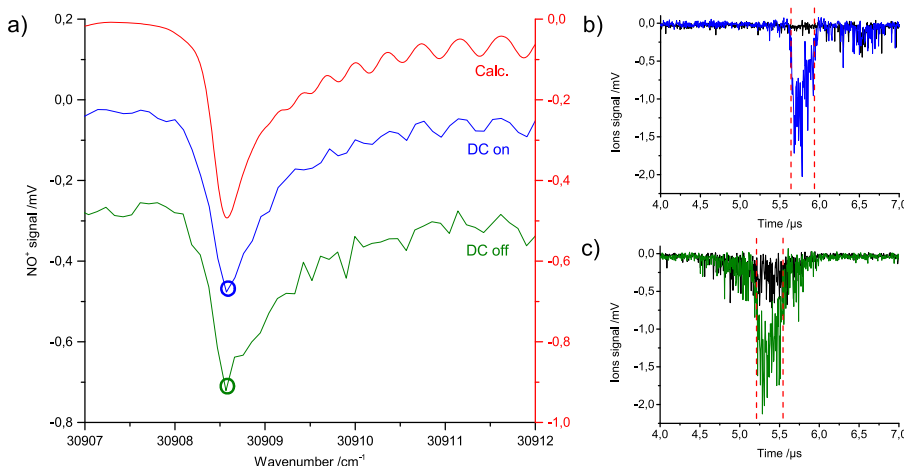 a)
NO⁺ signal /mV
0,2
0,0
-0,2
-0,4
-0,6
-0,8
0,0
-0,2
-0,4
-0,6
-0,8
-1,0
Calc.
DC on
DC off
30907 30908 30909 30910 30911 30912
Wavenumber /cm⁻¹
b)
Ions signal /mV
0,0
-0,5
-1,0
-1,5
-2,0
4,0 4,5 5,0 5,5 6,0 6,5 7,0
Time /µs
c)
Ions signal /mV
0,0
-0,5
-1,0
-1,5
-2,0
4,0 4,5 5,0 5,5 6,0 6,5 7,0
Time /µs